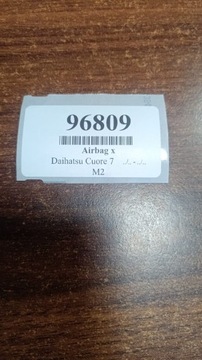 96809
Airbag x
Daihatsu Cuore 7 ../.. - ../..
M2